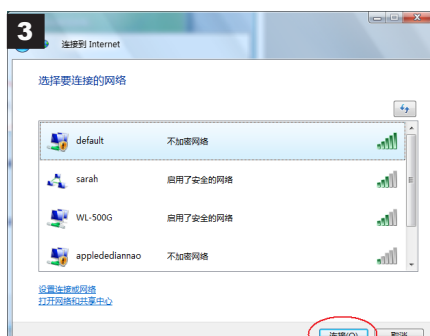 3
连接到 Internet
选择要连接的网络
default 不加密网络
sarah 启用了安全的网络
WL-500G 启用了安全的网络
applededianna​o 不加密网络
设置连接或网络
打开网络和共享中心
连接(O) 取消